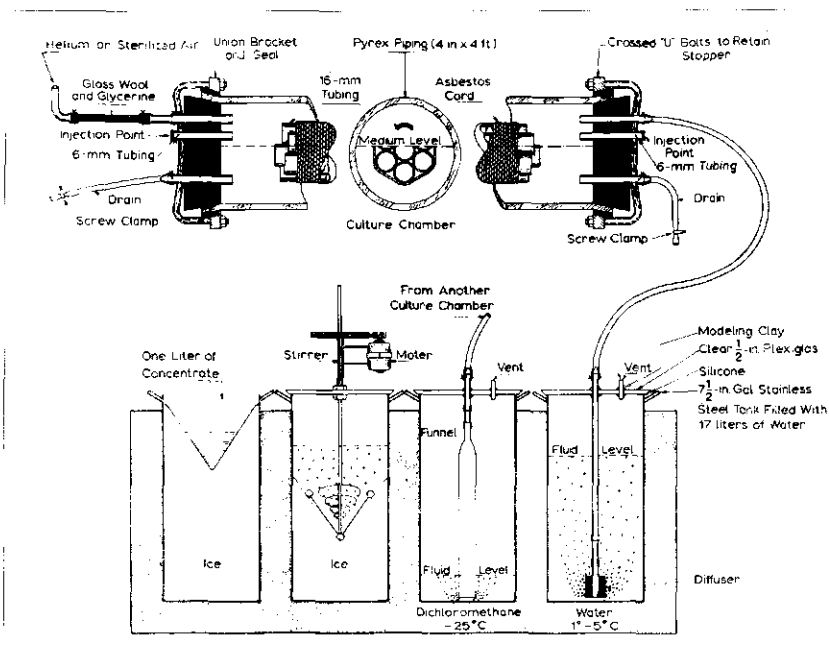 Helium or Sterilized Air
Union Bracket
and Seal
Pyrex Piping (4 in x 4 ft)
Crossed "U" Bolts to Retain
Stopper
Glass Wool
and Glycerine
16-mm
Tubing
Asbestos
Cord
Injection Point
6-mm Tubing
Medium Level
Injection
Point
6-mm Tubing
Drain
Screw Clamp
Culture Chamber
Drain
Screw Clamp
From Another
Culture Chamber
One Liter of
Concentrate
Stirrer
Moter
Vent
Vent
Modeling Clay
Clear 1/2-in. Plex.glas
Silicone
7 1/2-in. Gal Stainless
Steel Tank Filled With
17 liters of Water
Funnel
Fluid Level
Ice
Ice
Fluid Level
Diffuser
Dichloromethane
-25°C
Water
1°-5°C